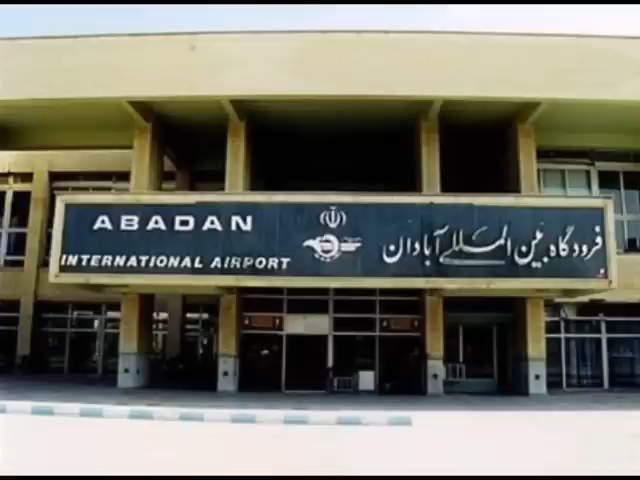 ABADAN
INTERNATIONAL AIRPORT
فرودگاه بین المللی آبادان